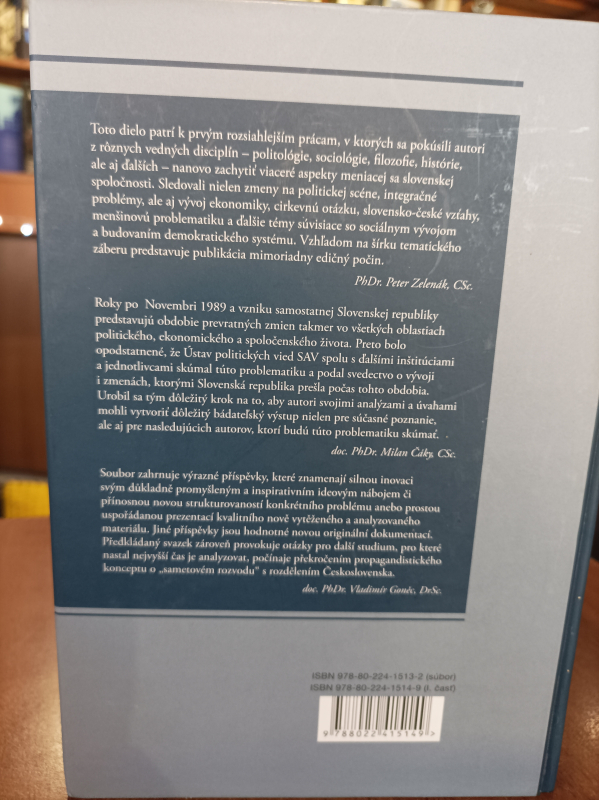 Toto dielo patrí k prvým rozsiahlejším prácam, v ktorých sa pokúsili autori
z rôznych vedných disciplín – politológie, sociológie, filozofie, histórie,
ale aj ďalších – nanovo zachytiť viaceré aspekty meniacej sa slovenskej
spoločnosti. Sledovali nielen zmeny na politickej scéne, integračné
problémy, ale aj vývoj ekonomiky, cirkevnú otázku, slovensko-české vzťahy,
menšinovú problematiku a ďalšie témy súvisiace so sociálnym vývojom
a budovaním demokratického systému. Vzhľadom na šírku tematického
záberu predstavuje publikácia mimoriadny edičný počin.
PhDr. Peter Zelenák, CSc.
Roky po Novembri 1989 a vzniku samostatnej Slovenskej republiky
predstavujú obdobie prevratných zmien takmer vo všetkých oblastiach
politického, ekonomického a spoločenského života. Preto bolo
opodstatnené, že Ústav politických vied SAV spolu s ďalšími inštitúciami
a jednotlivcami skúmal túto problematiku a podal svedectvo o vývoji
i zmenách, ktorými Slovenská republika prešla počas tohto obdobia.
Urobil sa tým dôležitý krok na to, aby autori svojimi analýzami a úvahami
mohli vytvoriť dôležitý bádateľský výstup nielen pre súčasné poznanie,
ale aj pre nasledujúcich autorov, ktorí budú túto problematiku skúmať.
doc. PhDr. Milan Čáky, CSc.
Soubor zahrnuje výrazné příspěvky, které znamenají silnou inovaci
svým důkladně promyšleným a inspirativním ideovým nábojem či
přínosnou novou strukturovaností konkrétního problému anebo prostou
uspořádanou prezentací kvalitního nově vytěženého a analyzovaného
materiálu. Jiné příspěvky jsou hodnotné novou originální dokumentací.
Předkládaný svazek zároveň provokuje otázky pro další studium, pro které
nastal nejvyšší čas je analyzovat, počínaje překročením propagandistického
konceptu o „sametovém rozvodu" s rozdělením Československa.
doc. PhDr. Vladimír Goněc, DrSc.
ISBN 978-80-224-1513-2 (súbor)
ISBN 978-80-224-1514-9 (I. časť)
9 788022 415149 >